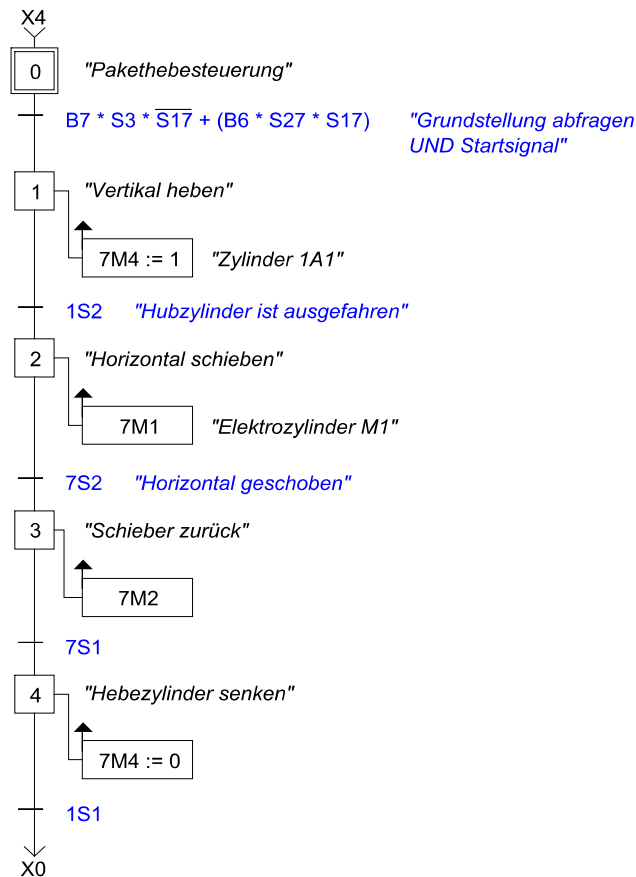 X4
0 "Pakethebesteuerung"
B7 * S3 * S̅1̅7̅ + (B6 * S27 * S17) "Grundstellung abfragen
UND Startsignal"
1 "Vertikal heben"
7M4 := 1 "Zylinder 1A1"
1S2 "Hubzylinder ist ausgefahren"
2 "Horizontal schieben"
7M1 "Elektrozylinder M1"
7S2 "Horizontal geschoben"
3 "Schieber zurück"
7M2
7S1
4 "Hebezylinder senken"
7M4 := 0
1S1
X0